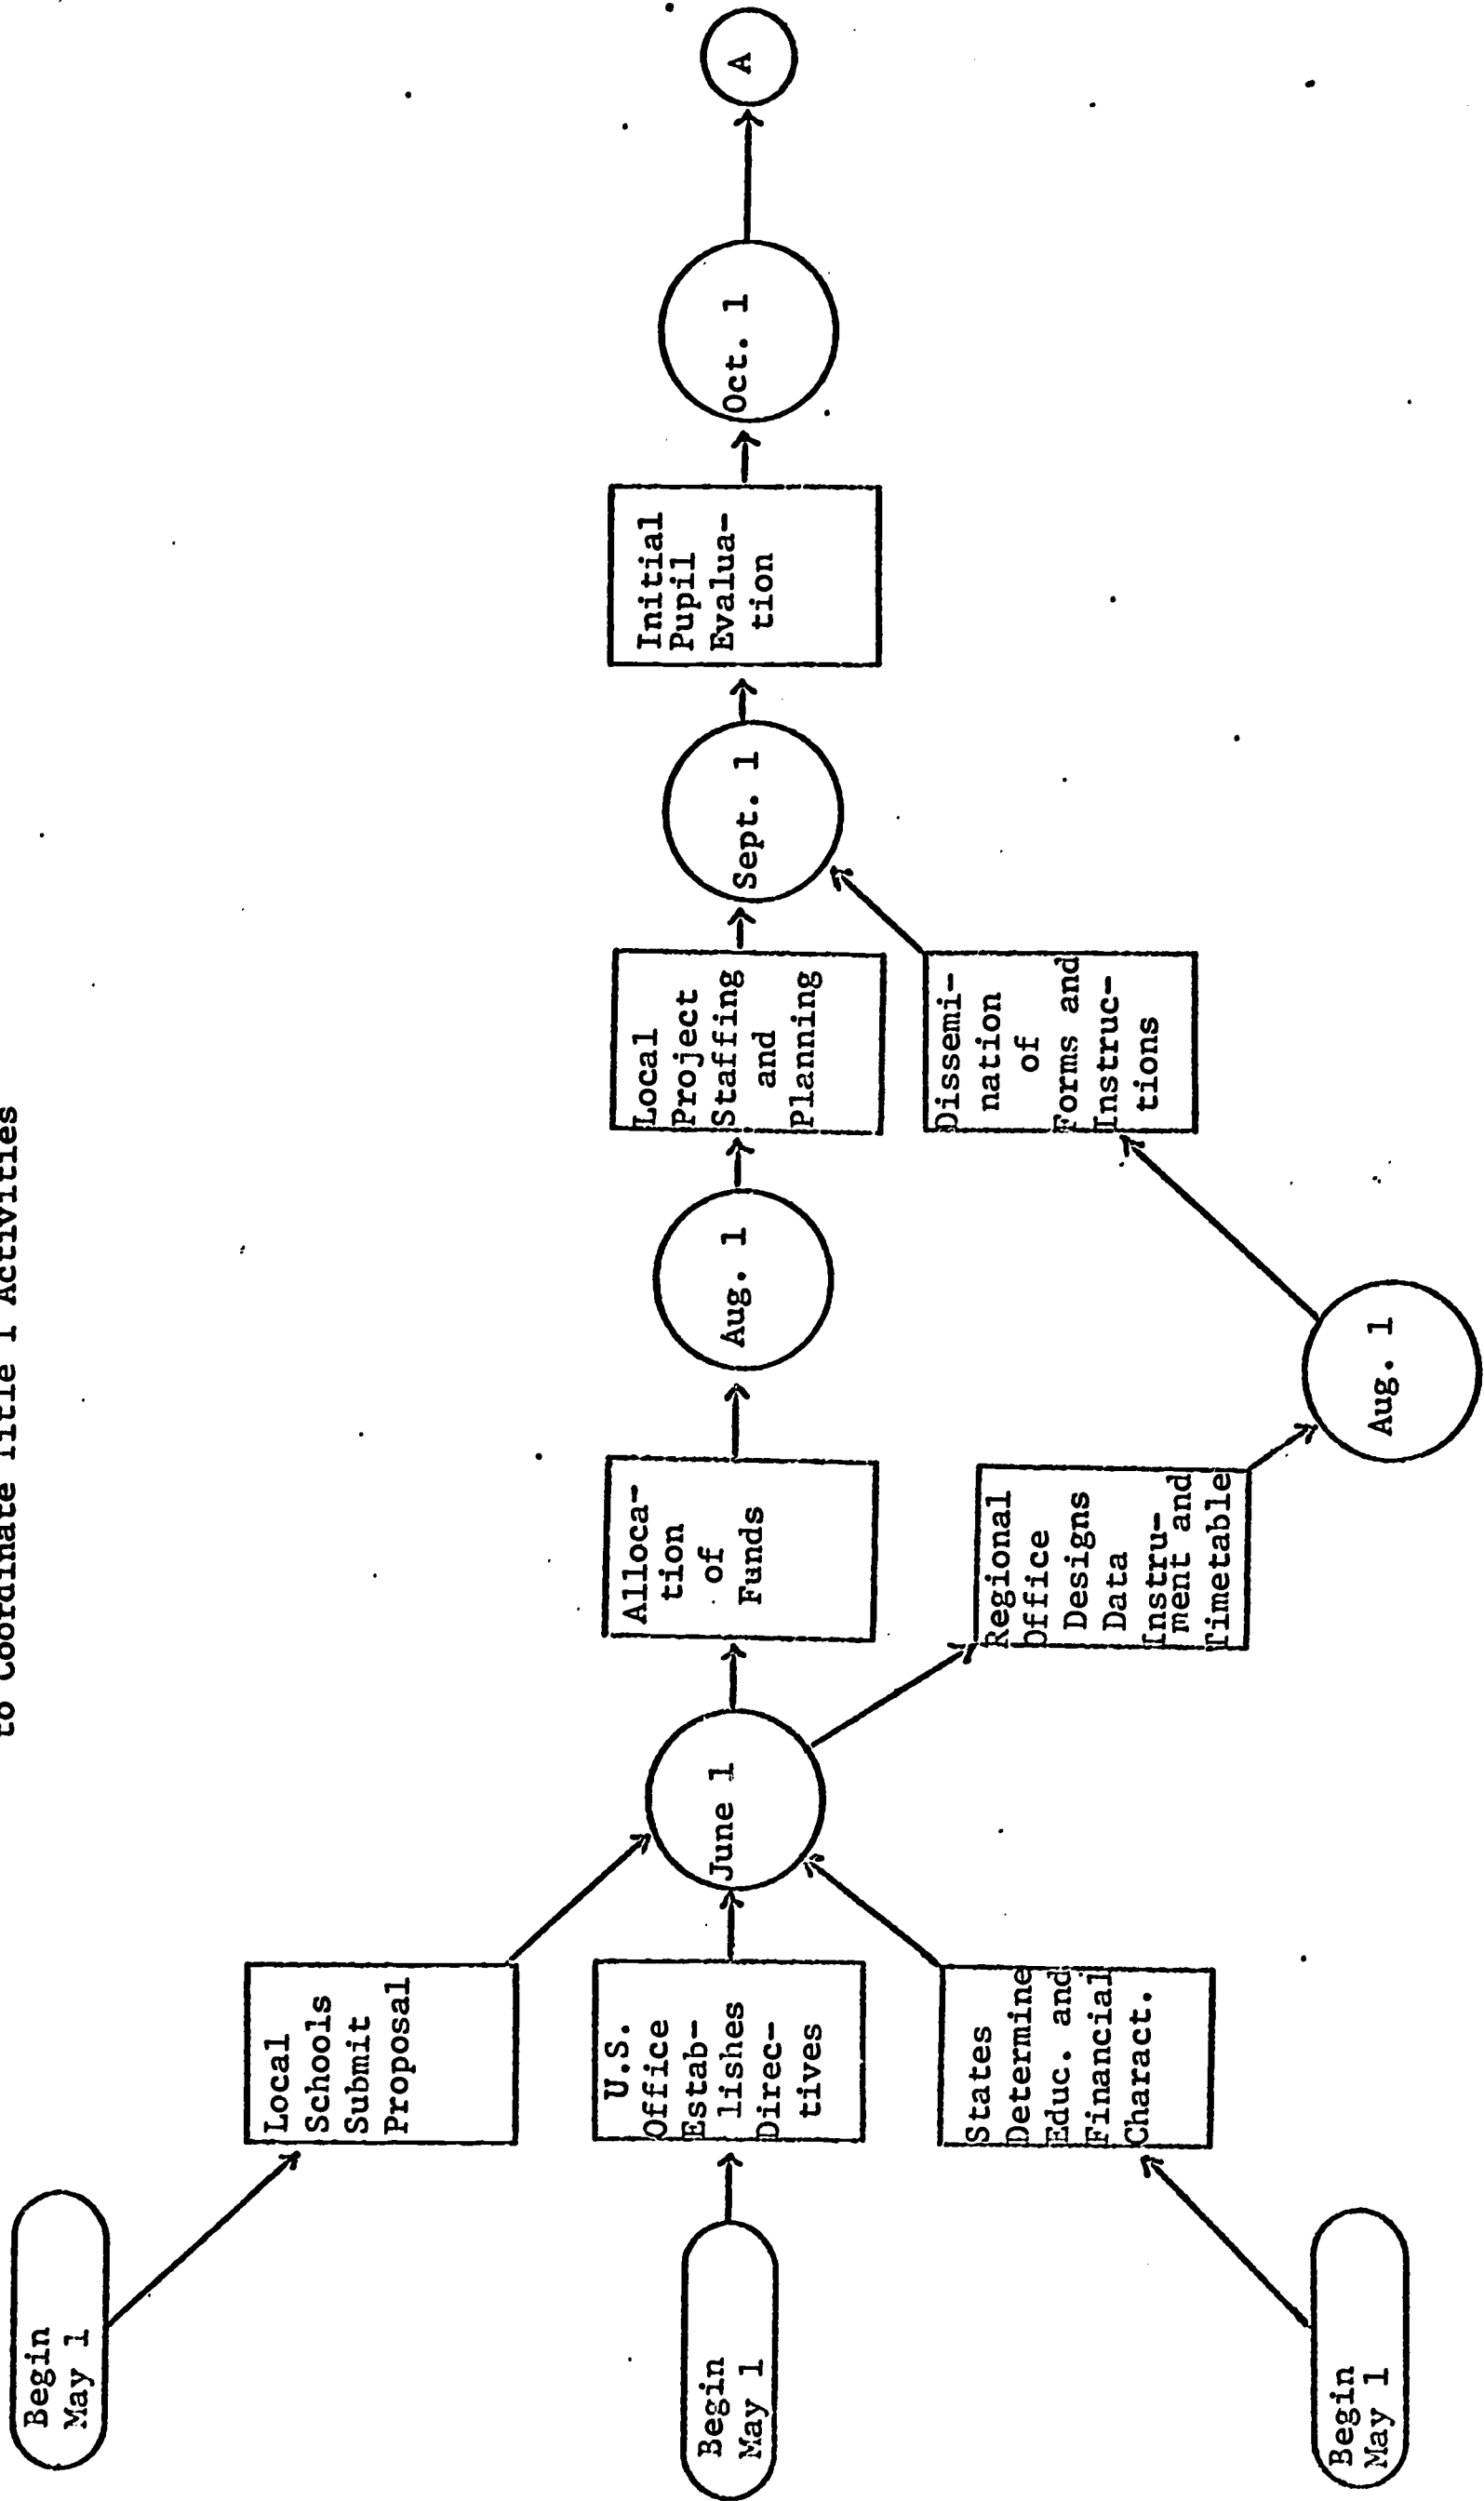 to Coordinate Title I Activities
Begin
May 1
Begin
May 1
Begin
May 1
Local
Schools
Submit
Proposal
U.S.
Office
Estab-
lishes
Direc-
tives
States
Determine
Educ. and
Financial
Charact.
June 1
Alloca-
tion
of
Funds
Regional
Office
Designs
Data
Instru-
ment and
Timetable
Aug. 1
Aug. 1
Local
Project
Staffing
and
Planning
Dissemi-
nation
of
Forms and
Instruc-
tions
Sept. 1
Initial
Pupil
Evalua-
tion
Oct. 1
A